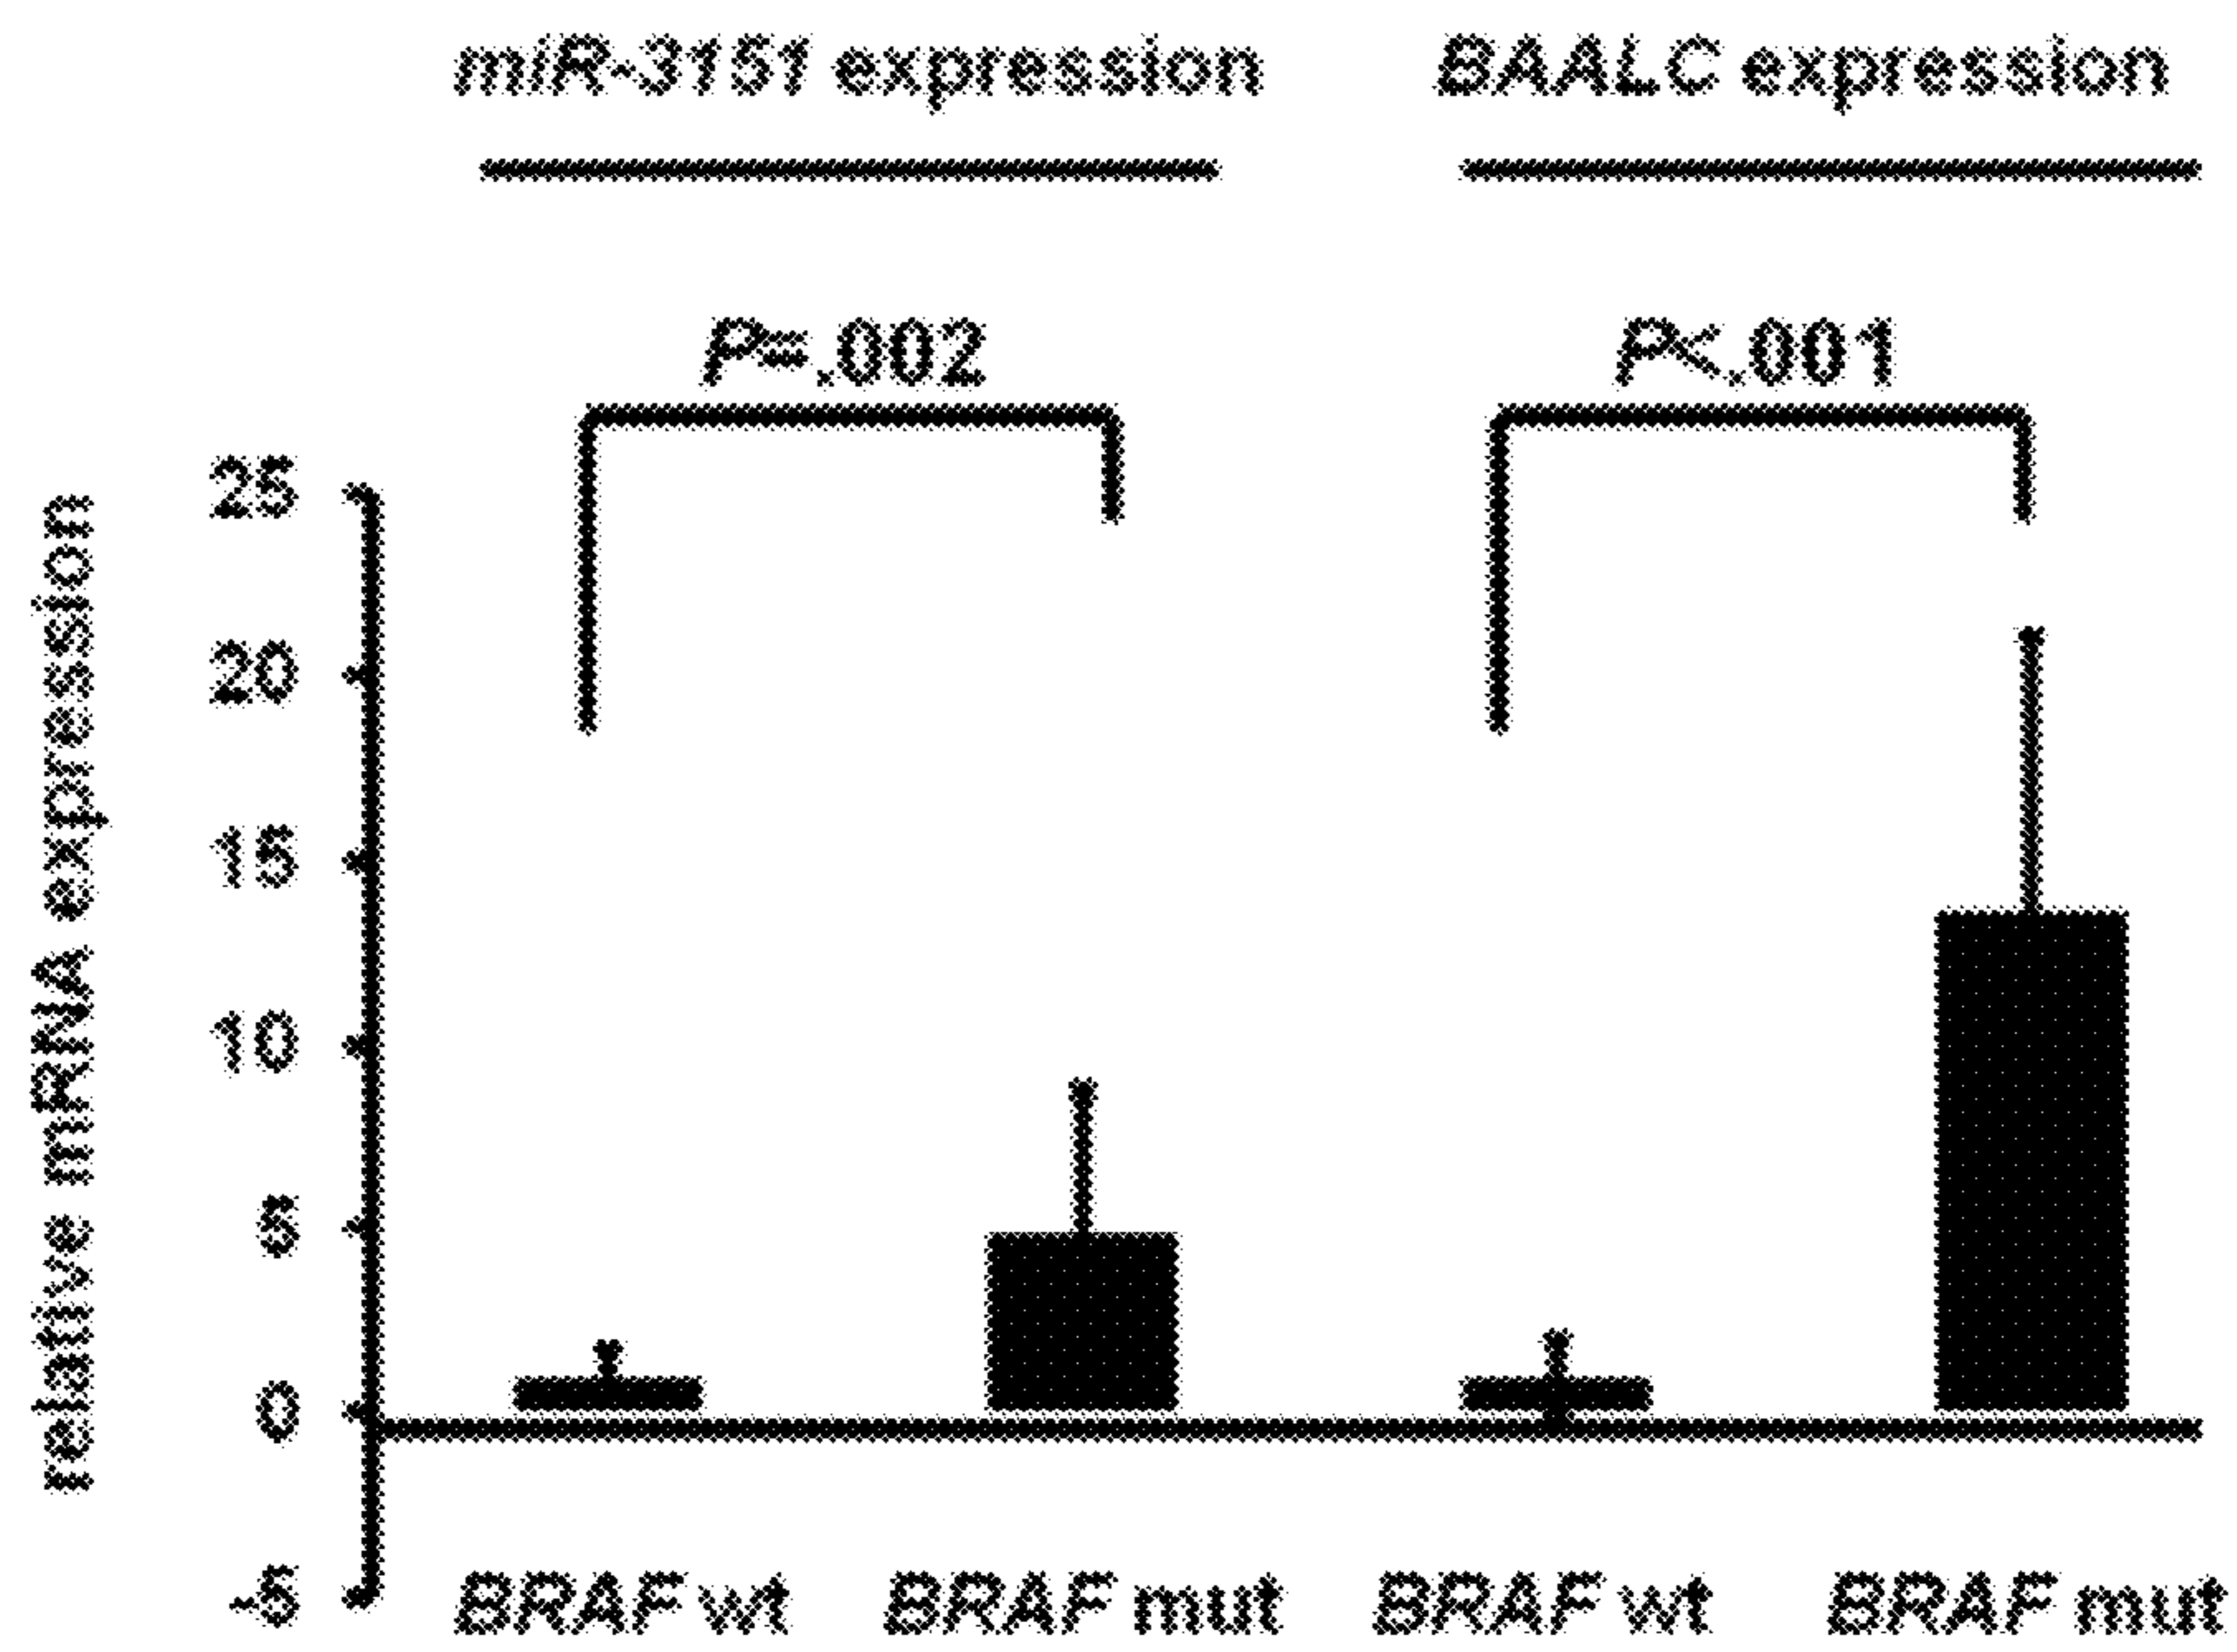 miR-3151 expression
BAALC expression
P=.002
P<.001
relative mRNA expression
25
20
15
10
5
0
-5
BRAF wt
BRAF mut
BRAF wt
BRAF mut